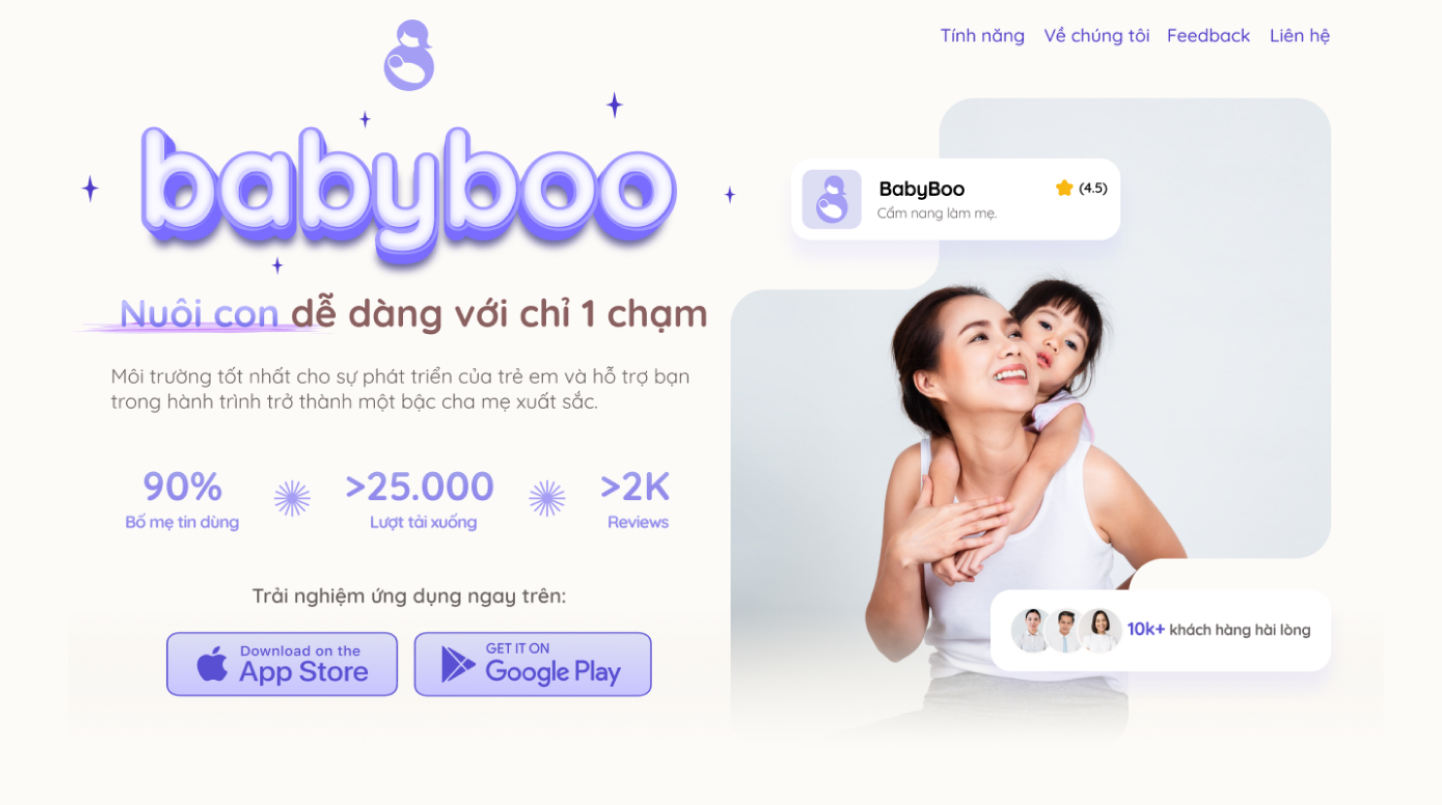 Tính năng Về chúng tôi Feedback Liên hệ
babyboo
Nuôi con dễ dàng với chỉ 1 chạm
Môi trường tốt nhất cho sự phát triển của trẻ em và hỗ trợ bạn
trong hành trình trở thành một bậc cha mẹ xuất sắc.
90% >25.000 >2K
Bố mẹ tin dùng Lượt tải xuống Reviews
Trải nghiệm ứng dụng ngay trên:
Download on the
App Store
GET IT ON
Google Play
BabyBoo (4.5)
Cẩm nang làm mẹ.
10k+ khách hàng hài lòng